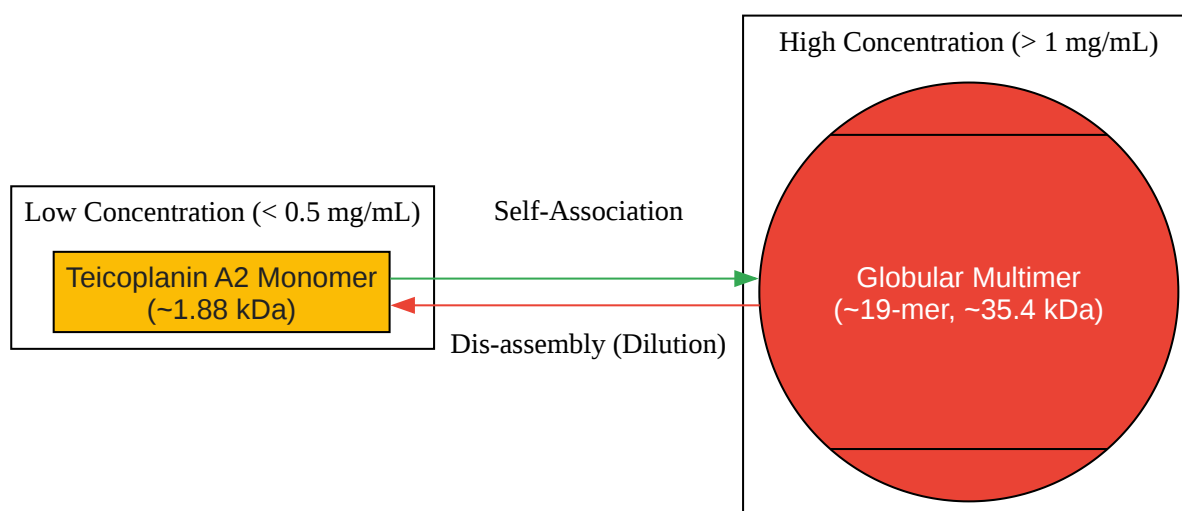 High Concentration (> 1 mg/mL)
Low Concentration (< 0.5 mg/mL)
Self-Association
Teicoplanin A2 Monomer
(~1.88 kDa)
Globular Multimer
(~19-mer, ~35.4 kDa)
Dis-assembly (Dilution)